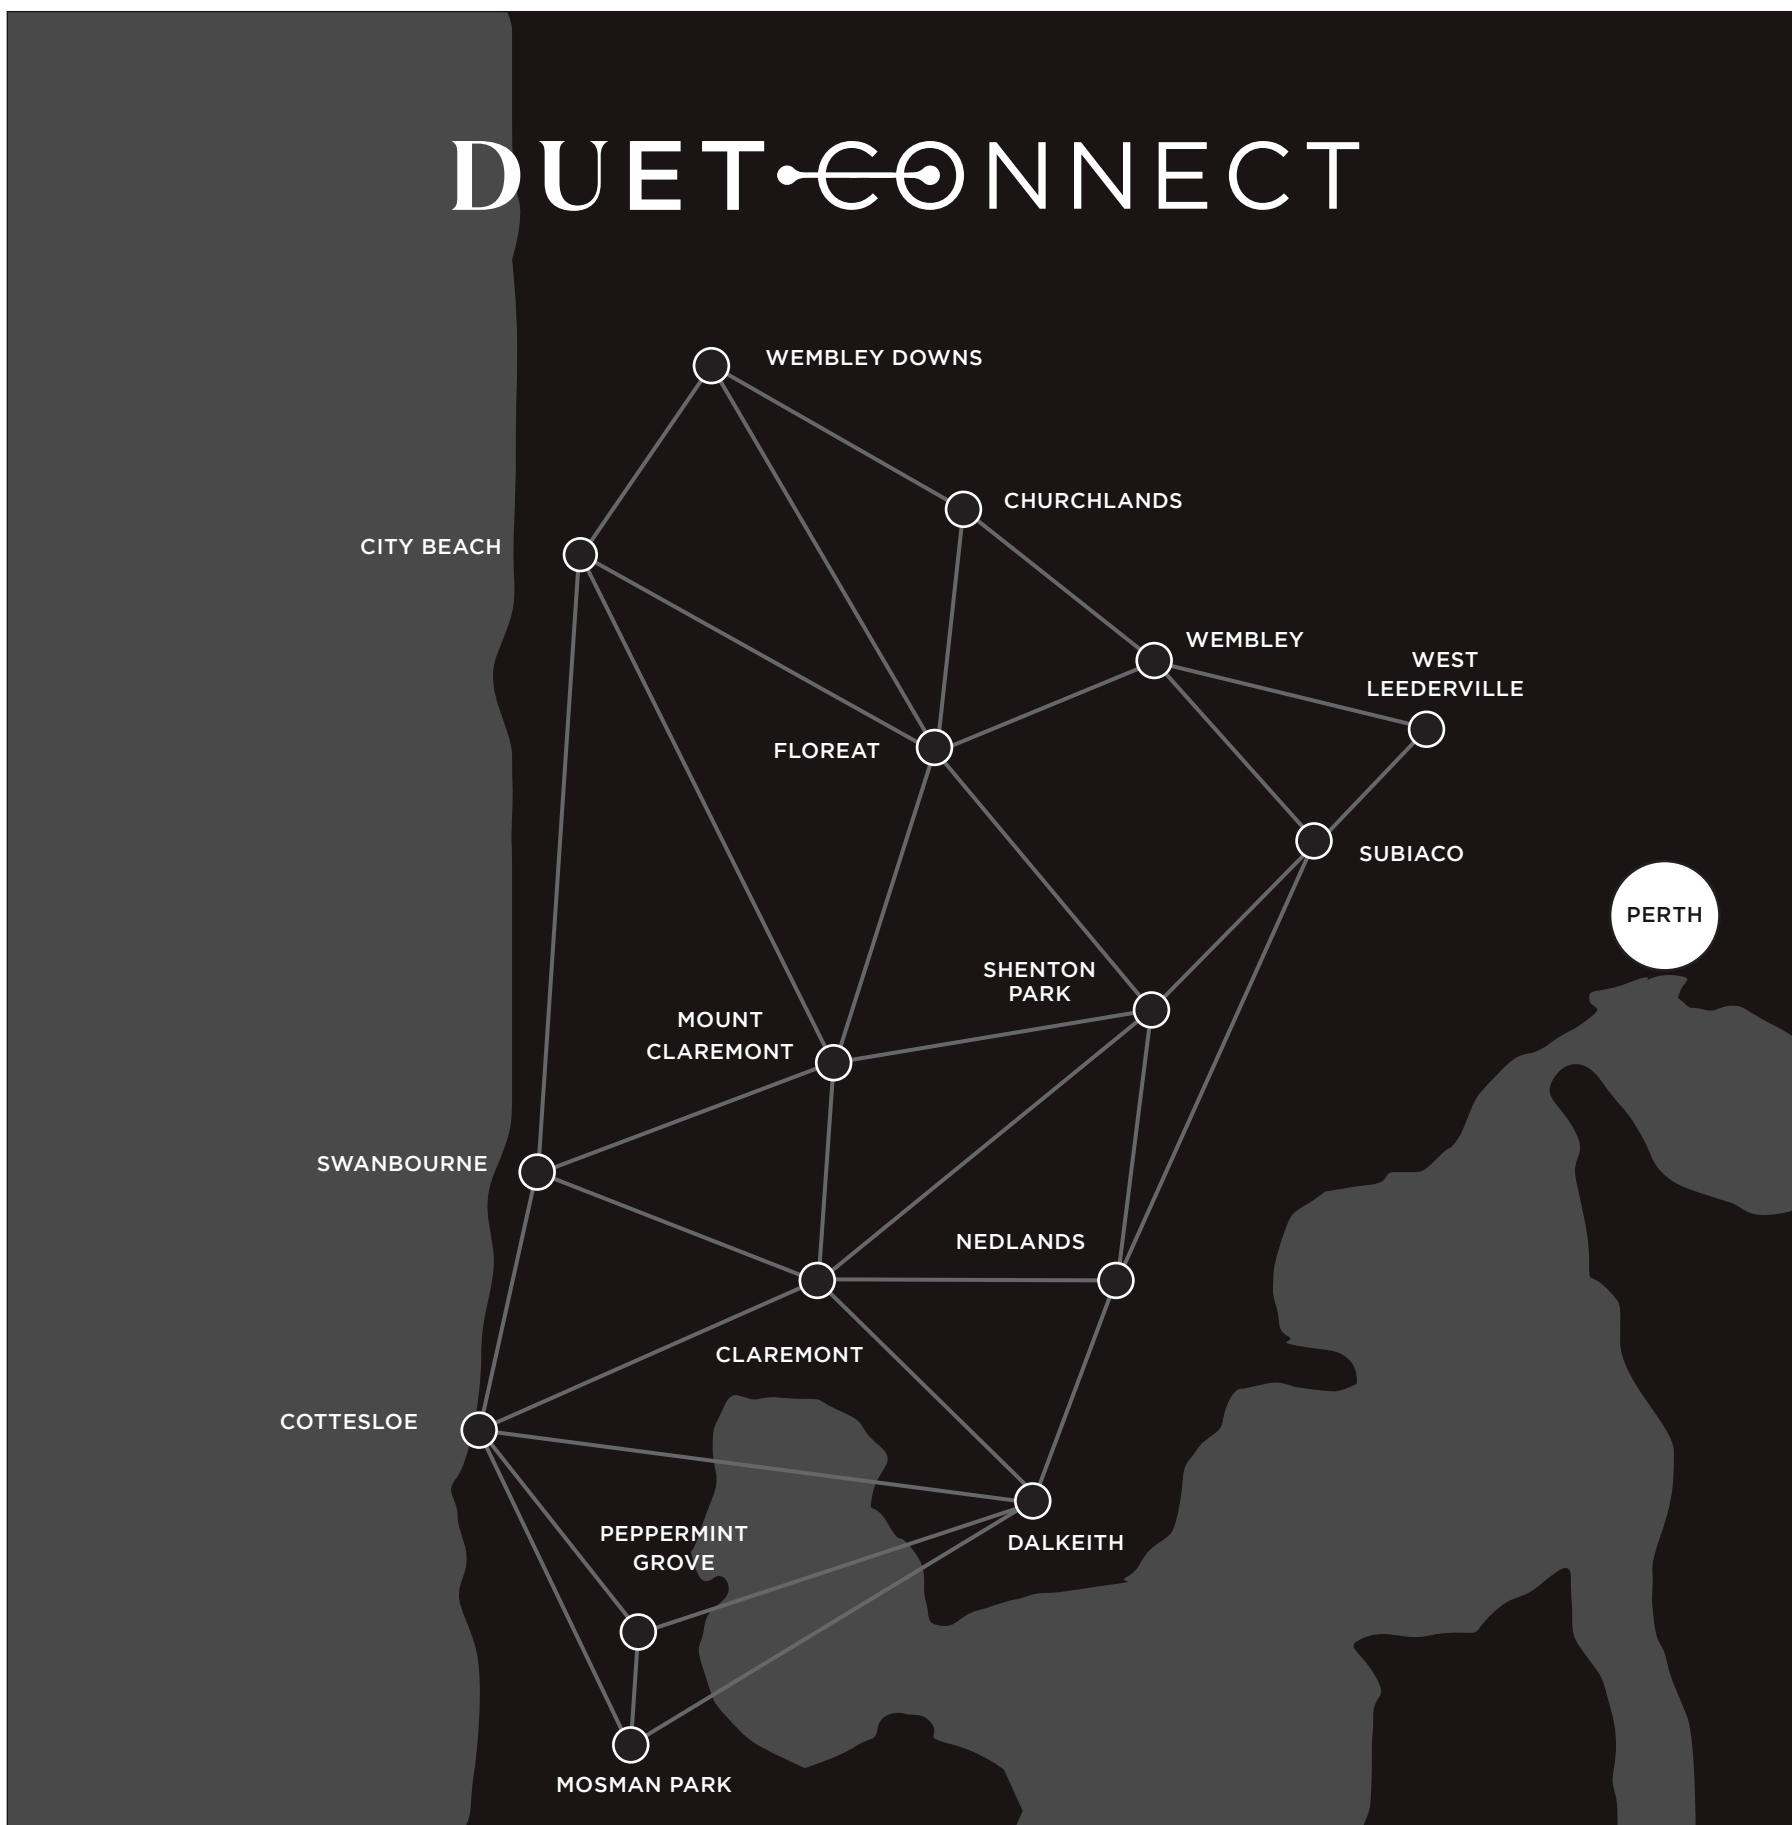 DUET CONNECT
WEMBLEY DOWNS
CHURCHLANDS
CITY BEACH
WEMBLEY
WEST
LEEDERVILLE
FLOREAT
SUBIACO
PERTH
SHENTON
PARK
MOUNT
CLAREMONT
SWANBOURNE
NEDLANDS
CLAREMONT
COTTESLOE
PEPPERMINT
GROVE
DALKEITH
MOSMAN PARK